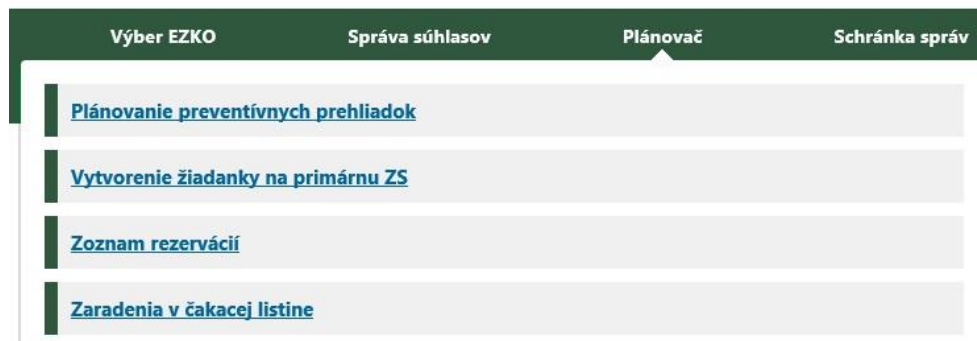 Výber EZKO Správa súhlasov Plánovač Schránka správ
Plánovanie preventívnych prehliadok
Vytvorenie žiadanky na primárnu ZS
Zoznam rezervácií
Zaradenia v čakacej listine